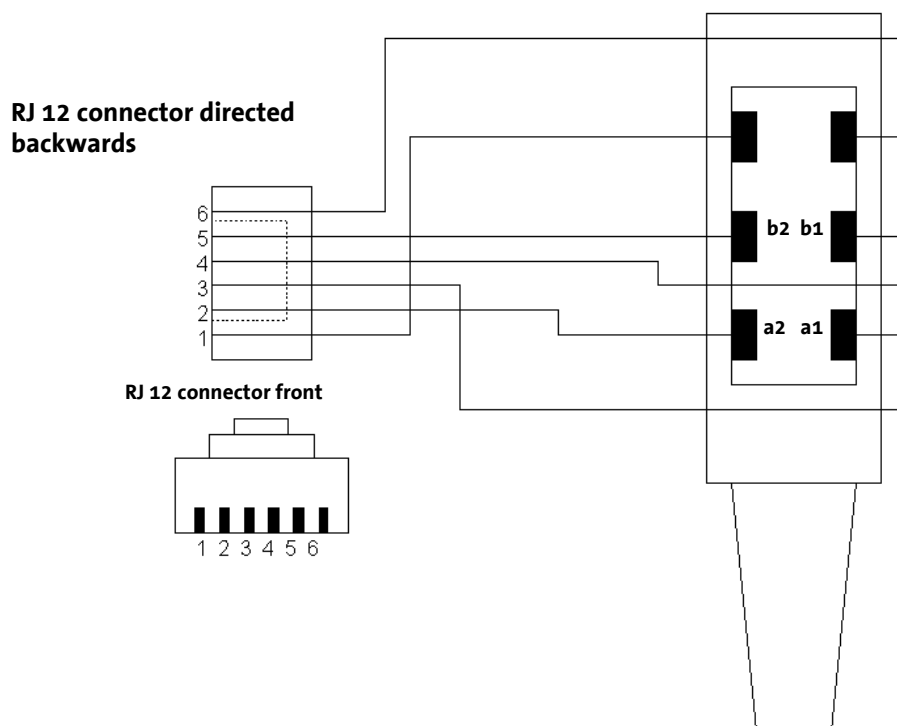 RJ 12 connector directed
backwards
6
5
4
3
2
1
b2 b1
a2 a1
RJ 12 connector front
1 2 3 4 5 6